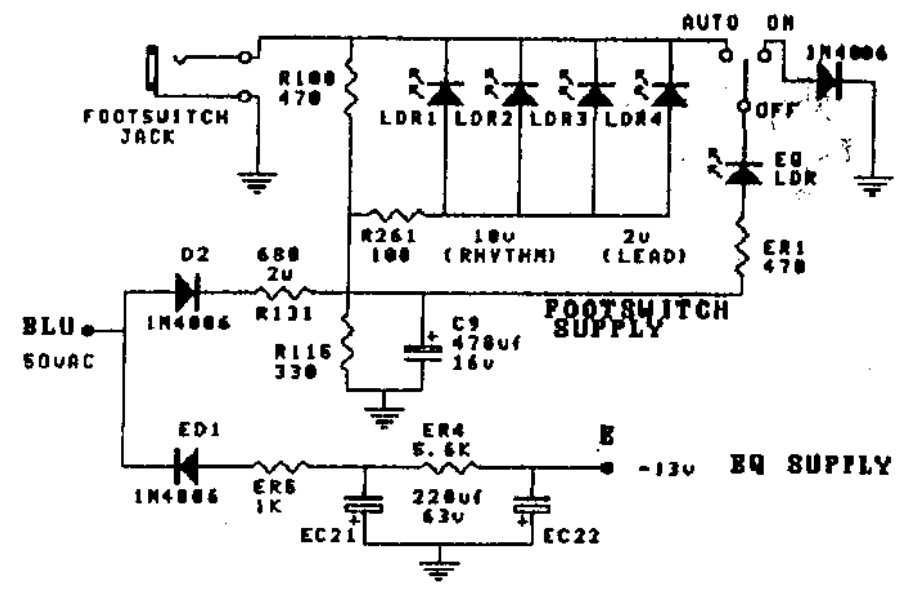 AUTO ON
1N4006
R100
470
LDR1 LDR2 LDR3 LDR4
OFF
FOOTSWITCH
JACK
EQ
LDR
R261
100
10v
(RHYTHM)
2v
(LEAD)
ER1
470
D2
680
2w
1N4006
R131
FOOTSWITCH
SUPPLY
BLU
50vAC
R116
330
+
C9
470uf
16v
ED1
ER4
5.6K
E
-13v
EQ SUPPLY
1N4006
ER6
1K
220uf
63v
+
+
EC21
EC22